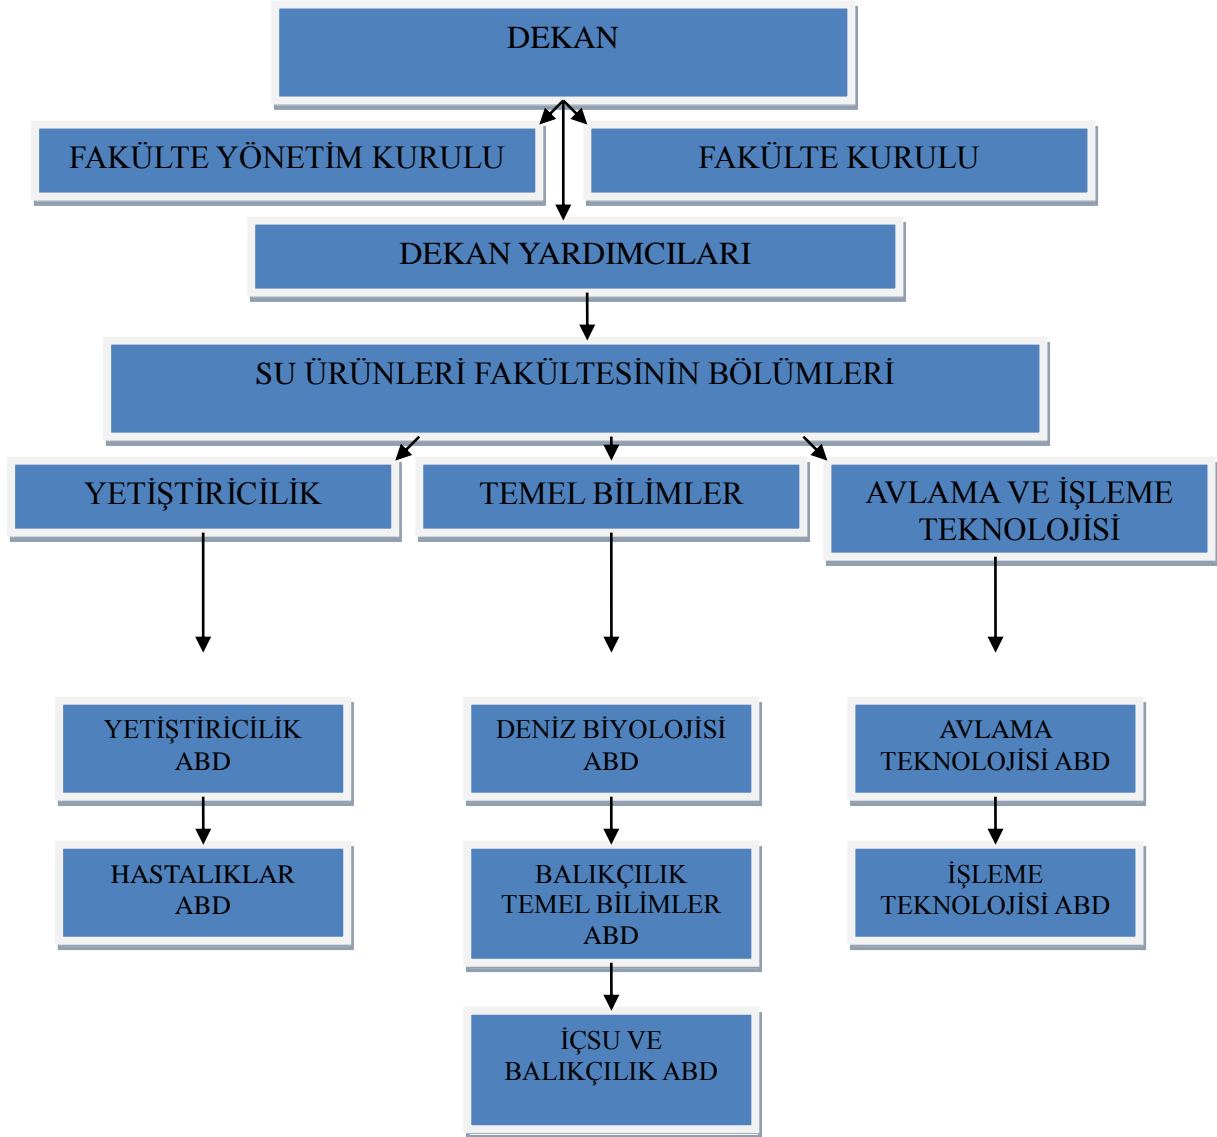 DEKAN
FAKÜLTE YÖNETİM KURULU
FAKÜLTE KURULU
DEKAN YARDIMCILARI
SU ÜRÜNLERİ FAKÜLTESİNİN BÖLÜMLERİ
YETİŞTİRİCİLİK
TEMEL BİLİMLER
AVLAMA VE İŞLEME
TEKNOLOJİSİ
YETİŞTİRİCİLİK
ABD
DENİZ BİYOLOJİSİ
ABD
AVLAMA
TEKNOLOJİSİ ABD
HASTALIKLAR
ABD
BALIKÇILIK
TEMEL BİLİMLER
ABD
İŞLEME
TEKNOLOJİSİ ABD
İÇSU VE
BALIKÇILIK ABD